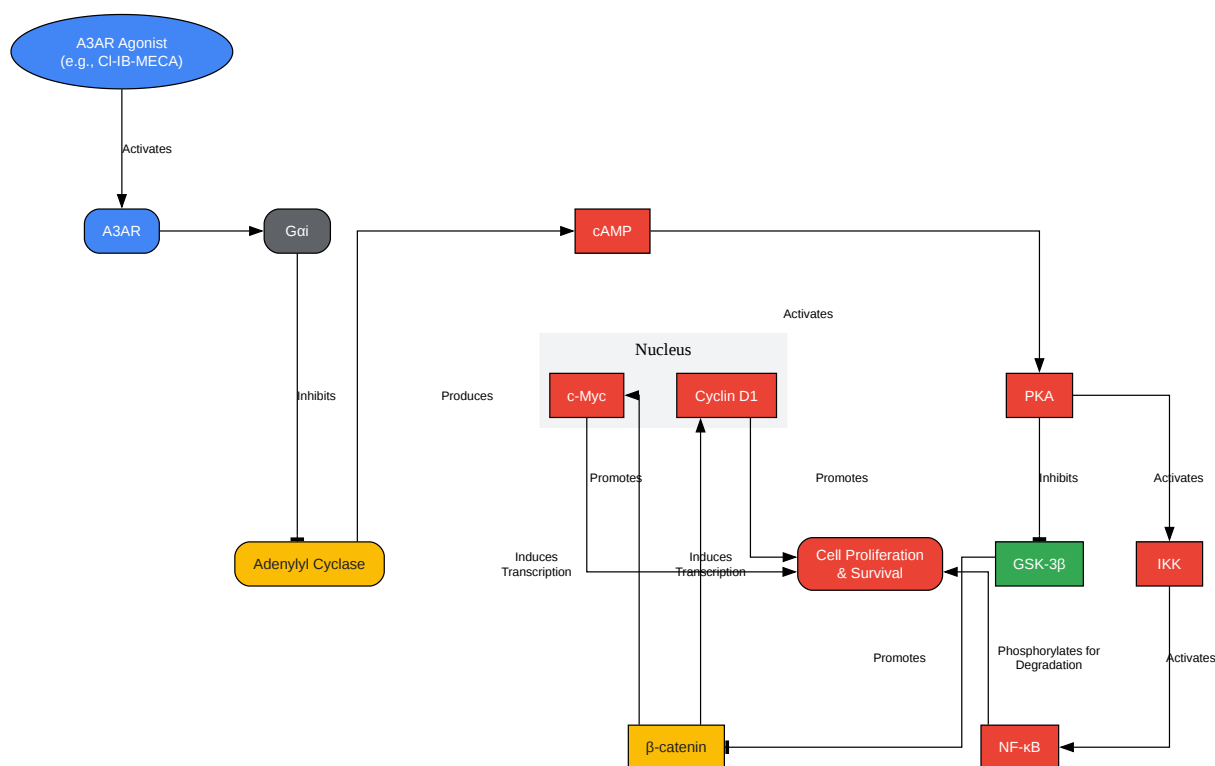 A3AR Agonist
(e.g., Cl-IB-MECA)
Activates
A3AR
Gαi
cAMP
Activates
Nucleus
c-Myc
Cyclin D1
PKA
Inhibits
Produces
Promotes
Promotes
Inhibits
Activates
Adenylyl Cyclase
Induces
Transcription
Induces
Transcription
Cell Proliferation
& Survival
GSK-3β
IKK
Promotes
Phosphorylates for
Degradation
Activates
β-catenin
NF-κB